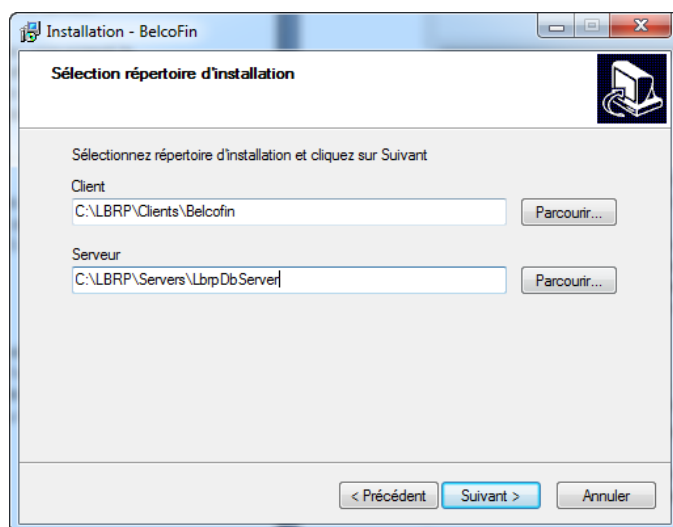 Installation - BelcoFin
Sélection répertoire d'installation
Sélectionnez répertoire d'installation et cliquez sur Suivant
Client
C:\LBRP\Clients\Belcofin
Parcourir...
Serveur
C:\LBRP\Servers\LbrpDbServer
Parcourir...
< Précédent
Suivant >
Annuler